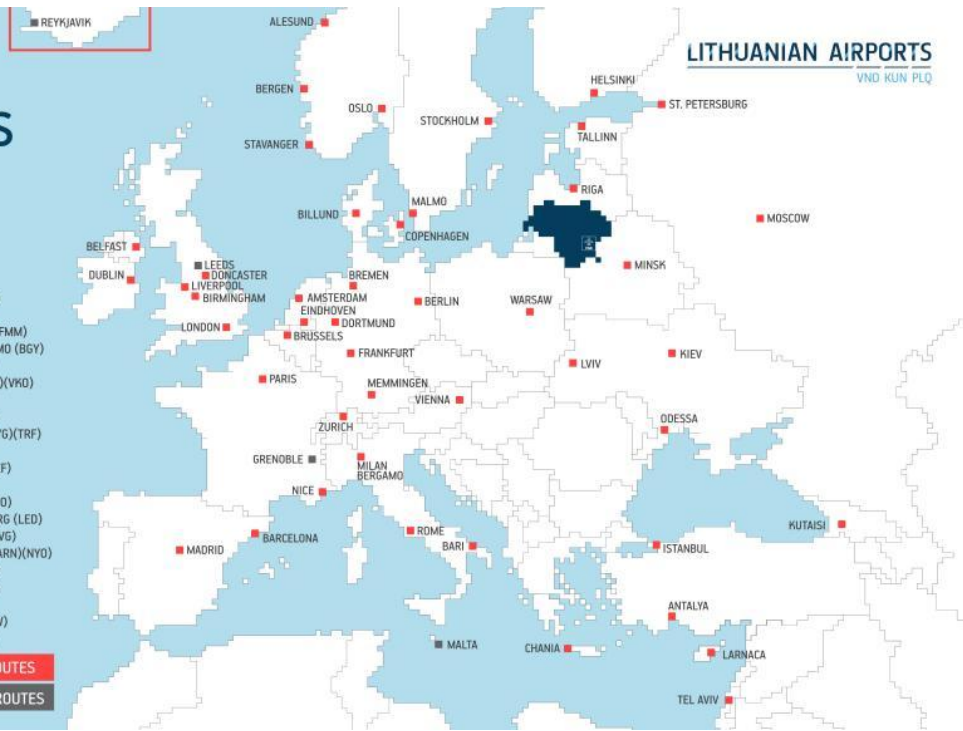 REYKJAVIK
ALESUND
LITHUANIAN AIRPORTS
VNO KUN PLQ
HELSINKI
BERGEN
OSLO
ST. PETERSBURG
S
STOCKHOLM
TALLINN
STAVANGER
RIGA
MALMO
BILLUND
MOSCOW
COPENHAGEN
BELFAST
LEEDS
MINSK
DUBLIN
DONCASTER
BREMEN
LIVERPOOL
BIRMINGHAM
AMSTERDAM
BERLIN
WARSAW
EINDHOVEN
DORTMUND
LONDON
FMM)
BRUSSELS
MO (BGY)
FRANKFURT
KIEV
LVIV
PARIS
)(VKO)
MEMMINGEN
VIENNA
ODESSA
ZURICH
G)(TRF)
GRENOBLE
MILAN
BERGAMO
F)
NICE
O)
RG (LED)
KUTAISI
VG)
ROME
BARCELONA
BARI
ISTANBUL
MADRID
ARN)(NYO)
ANTALYA
MALTA
CHANIA
LARNACA
UTES
TEL AVIV
ROUTES